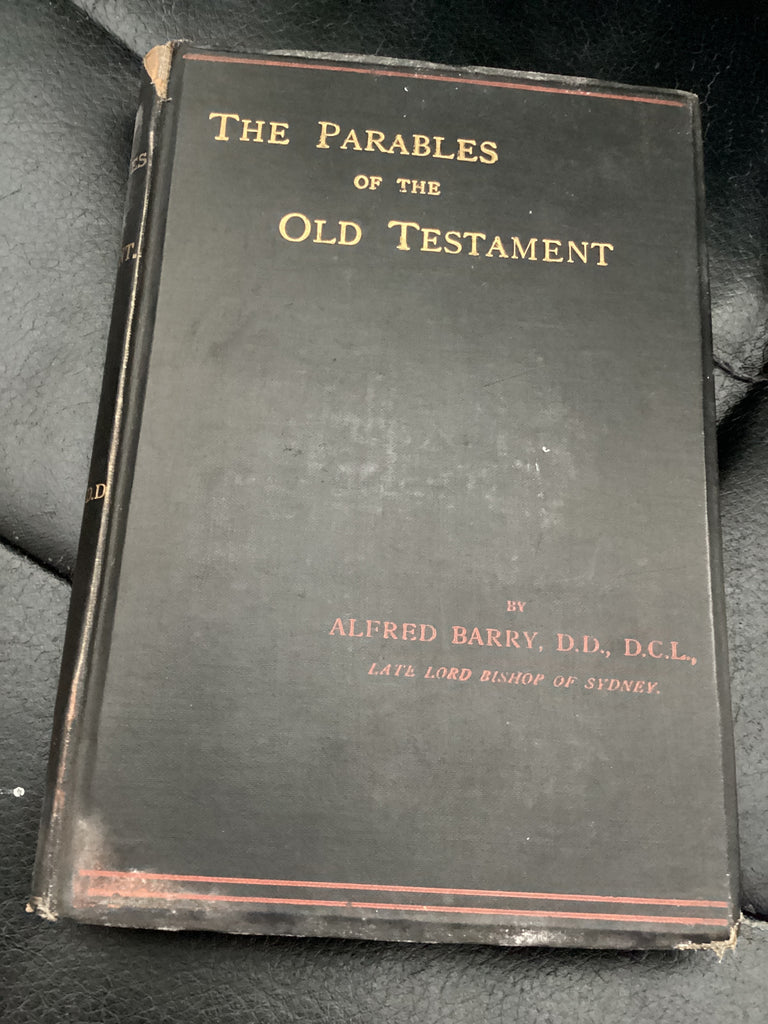 THE PARABLES
OF THE
OLD TESTAMENT
BY
ALFRED BARRY, D.D., D.C.L.,
LATE LORD BISHOP OF SYDNEY.